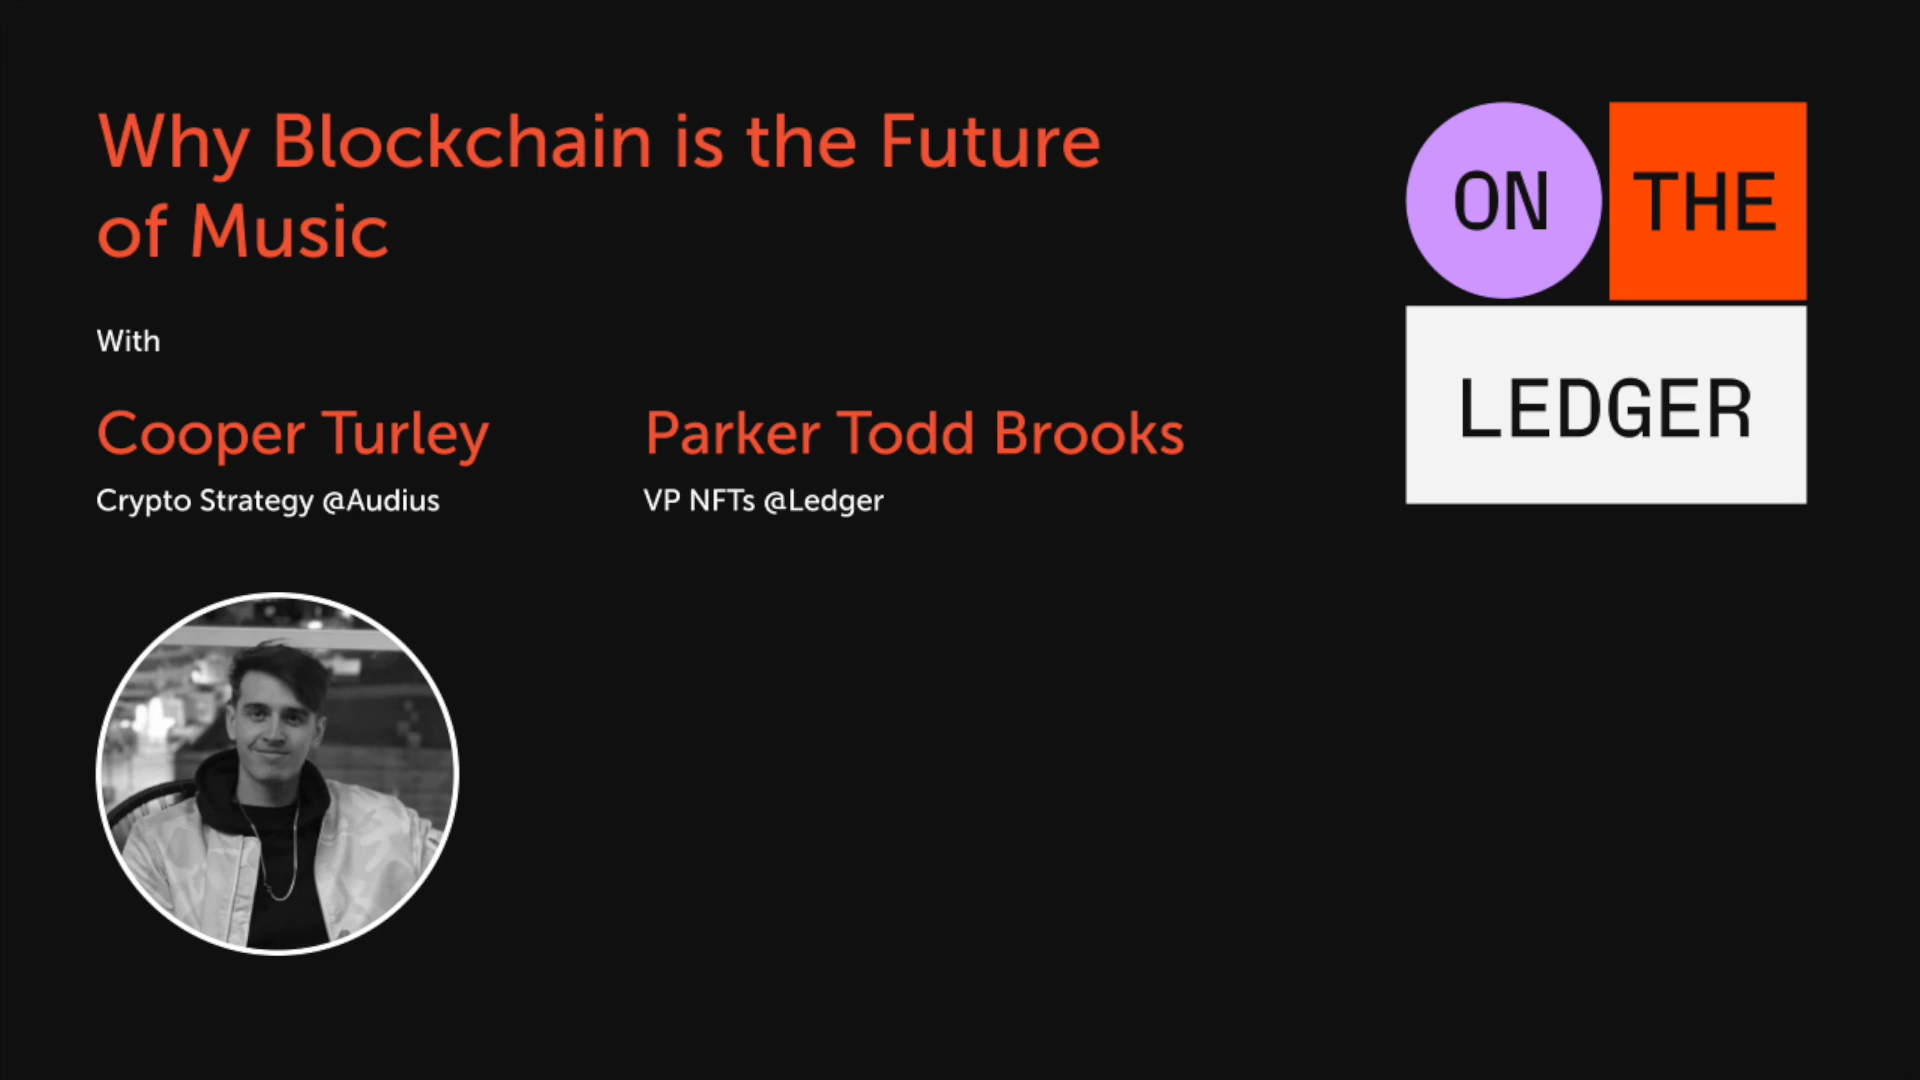 Why Blockchain is the Future
of Music
With
Cooper Turley
Crypto Strategy @Audius
Parker Todd Brooks
VP NFTs @Ledger
ON THE
LEDGER